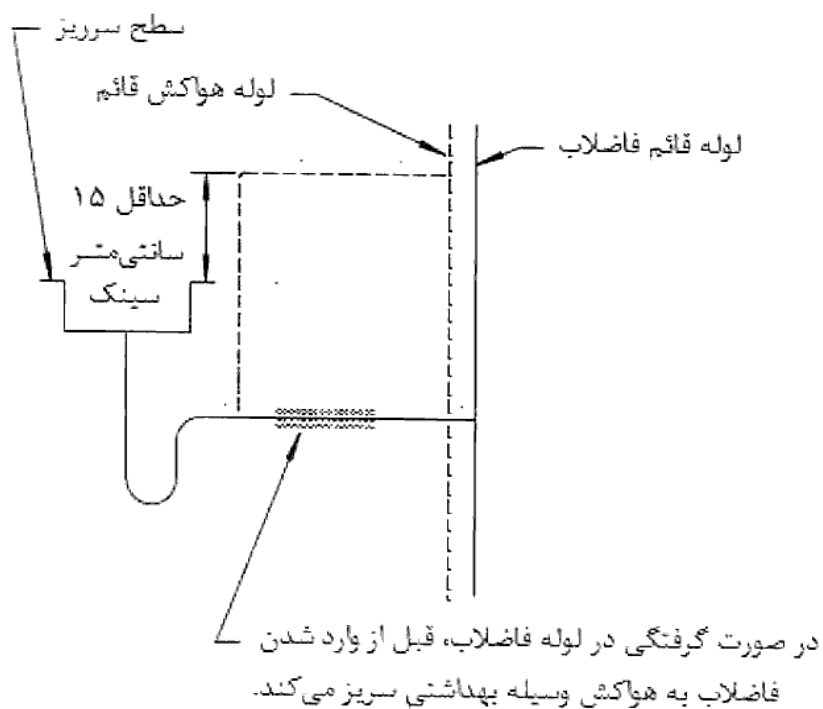 سطح سرریز
لوله هواکش قائم
لوله قائم فاضلاب
حداقل ۱۵
سانتی‌متر
سینک
در صورت گرفتگی در لوله فاضلاب، قبل از وارد شدن
فاضلاب به هواکش وسیله بهداشتی سریز می‌کند.